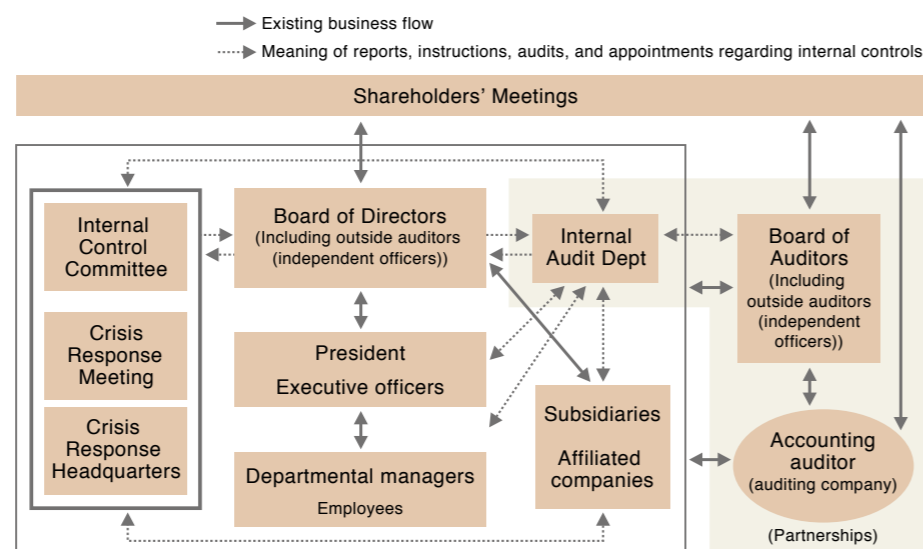 Existing business flow
Meaning of reports, instructions, audits, and appointments regarding internal controls
Shareholders’ Meetings
Internal
Control
Committee
Crisis
Response
Meeting
Crisis
Response
Headquarters
Board of Directors
(Including outside auditors
(independent officers))
President
Executive officers
Departmental managers
Employees
Internal
Audit Dept
Subsidiaries
Affiliated
companies
Board of
Auditors
(Including
outside auditors
(independent
officers))
Accounting
auditor
(auditing company)
(Partnerships)